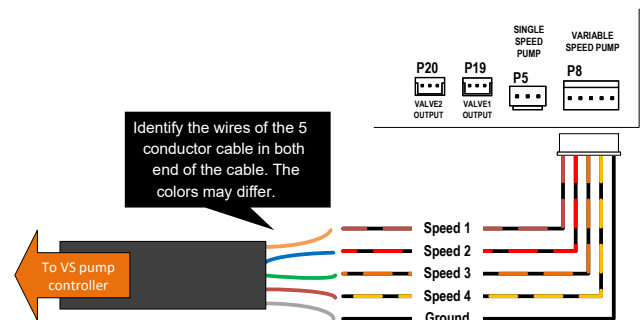 SINGLE
SPEED
PUMP
VARIABLE
SPEED PUMP
P20
P19
P5
P8
VALVE2
OUTPUT
VALVE1
OUTPUT
Identify the wires of the 5
conductor cable in both
end of the cable. The
colors may differ.
Speed 1
Speed 2
Speed 3
Speed 4
Ground
To VS pump
controller